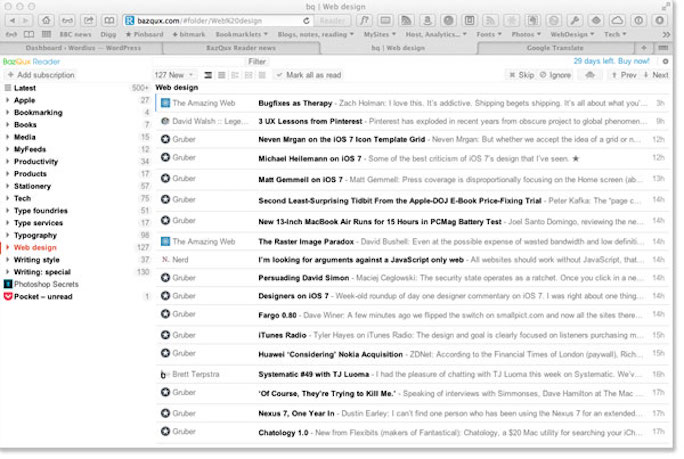 bq | Web design
bazqux.com/#folder/Web%20design
Reader
BBC news Digg Pinboard bitmark Bookmarklets Blogs, notes, reading MySites Host, Analytics... Fonts Photos WebDesign Tech
Dashboard ‹ Wordius — WordPress BazQux Reader news bq | Web design Google Translate
BazQux Reader Filter 29 days left. Buy now!
+ Add subscription 127 New Mark all as read Skip Ignore Prev Next
Latest 500+
Apple 27
Bookmarking 4
Books 7
Media 15
MyFeeds 12
Productivity 34
Products 17
Stationery 57
Tech 75
Type foundries 51
Type services 17
Typography 98
Web design 127
Writing style 37
Writing: special 130
Photoshop Secrets
Pocket – unread 1
Web design
The Amazing Web Bugfixes as Therapy - Zach Holman: I love this. It's addictive. Shipping begets shipping. It's all about what you'... 3h
David Walsh :: Lege... 3 UX Lessons from Pinterest - Pinterest has exploded in recent years from obscure project to global phenomen... 9h
Gruber Neven Mrgan on the iOS 7 Icon Template Grid - Neven Mrgan: But whether we accept the idea of a grid or n... 12h
Gruber Michael Heilemann on iOS 7 - Some of the best criticism of iOS 7's design that I've seen. ★ 12h
Gruber Matt Gemmell on iOS 7 - Matt Gemmell: Press coverage is disproportionally focusing on the Home screen (ab... 13h
Gruber Second Least-Surprising Tidbit From the Apple-DOJ E-Book Price-Fixing Trial - Peter Kafka: The "page c... 14h
Gruber New 13-Inch MacBook Air Runs for 15 Hours in PCMag Battery Test - Joel Santo Domingo, reviewing the ne... 14h
The Amazing Web The Raster Image Paradox - David Bushell: Even at the possible expense of wasted bandwidth and low definiti... 14h
Nerd I'm looking for arguments against a JavaScript only web - All websites should work without JavaScript, that... 14h
Gruber Persuading David Simon - Maciej Ceglowski: The security state operates as a ratchet. Once you click in a ne... 14h
Gruber Designers on iOS 7 - Week-old roundup of day one designer commentary on iOS 7. I was right about one thing... 14h
Gruber Fargo 0.80 - Dave Winer: A few minutes ago we flipped the switch on smallpict.com and now all the sites there... 14h
Gruber iTunes Radio - Tyler Hayes on iTunes Radio: The design and goal is clearly focused on listeners purchasing m... 15h
Gruber Huawei 'Considering' Nokia Acquisition - ZDNet: According to the Financial Times of London (paywall), Rich... 15h
Brett Terpstra Systematic #49 with TJ Luoma - I had the pleasure of chatting with TJ Luoma this week on Systematic. We've... 16h
Gruber 'Of Course, They're Trying to Kill Me.' - Speaking of interviews with Simmonses, Dave Hamilton at The Mac ... 17h
Gruber Nexus 7, One Year In - Dustin Earley: I can't find one person who has been using the Nexus 7 for an extended... 17h
Gruber Chatology 1.0 - New from Flexibits (makers of Fantastical): Chatology, a $20 Mac utility for searching your iCh... 17h